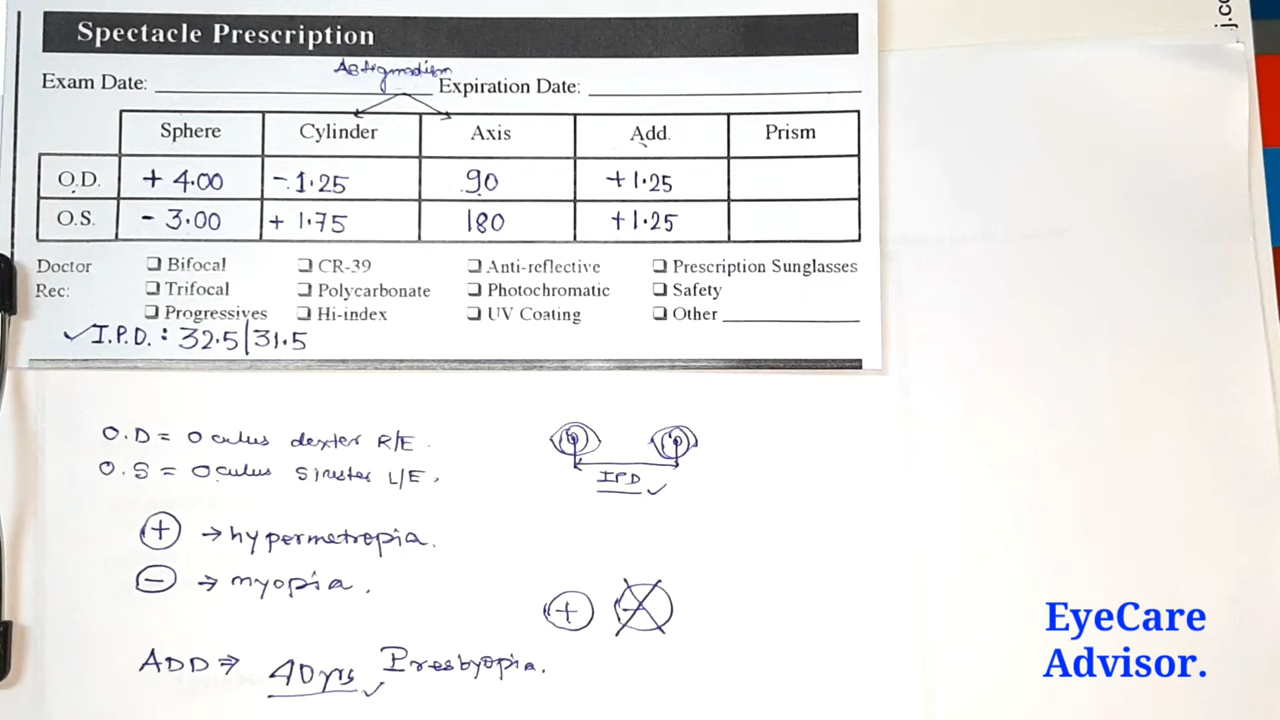 j.co
Spectacle Prescription
Astigmatism
Exam Date: Expiration Date:
Sphere Cylinder Axis Add. Prism
O.D. + 4.00 - 1.25 90 +1.25
O.S. - 3.00 + 1.75 180 +1.25
Doctor Rec:
Bifocal CR-39 Anti-reflective Prescription Sunglasses
Trifocal Polycarbonate Photochromatic Safety
Progressives Hi-index UV Coating Other
✓ I.P.D. : 32.5|31.5
O.D = Oculus dexter R/E.
O.S = Oculus sinister L/E.
IPD ✓
+ → hypermetropia.
- → myopia.
+ -
ADD ⇒ 40yrs ✓ Presbyopia.
EyeCare
Advisor.